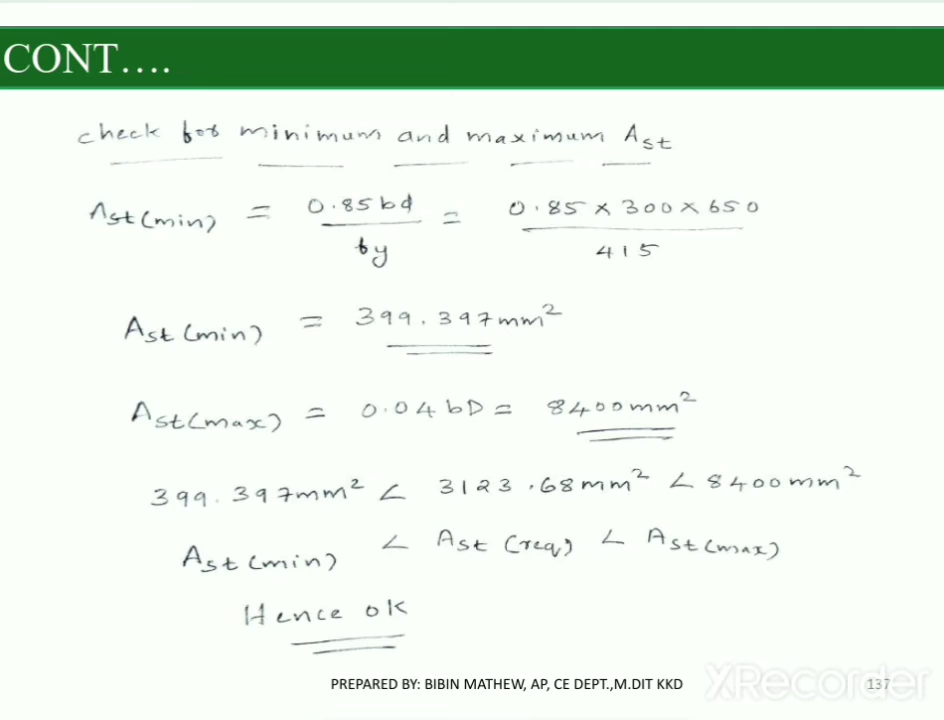 CONT....
check for minimum and maximum Ast
Ast(min) = 0.85bd / fy = 0.85 × 300 × 650 / 415
Ast(min) = 399.397mm²
Ast(max) = 0.04bD = 8400mm²
399.397mm² < 3123.68mm² < 8400mm²
Ast(min) < Ast(req) < Ast(max)
Hence ok
PREPARED BY: BIBIN MATHEW, AP, CE DEPT.,M.DIT KKD
XRecorder
137